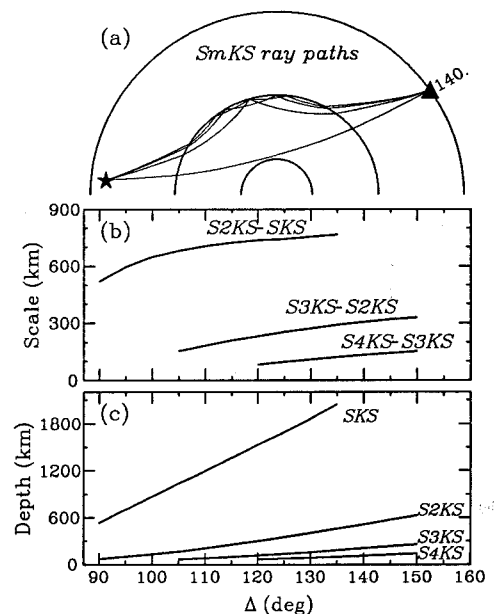 (a)
SmKS ray paths
140.
(b)
S2KS-SKS
S3KS-S2KS
S4KS-S3KS
Scale (km)
900
600
300
0
(c)
SKS
S2KS
S3KS
S4KS
Depth (km)
1800
1200
600
0
90 100 110 120 130 140 150 160
Δ (deg)